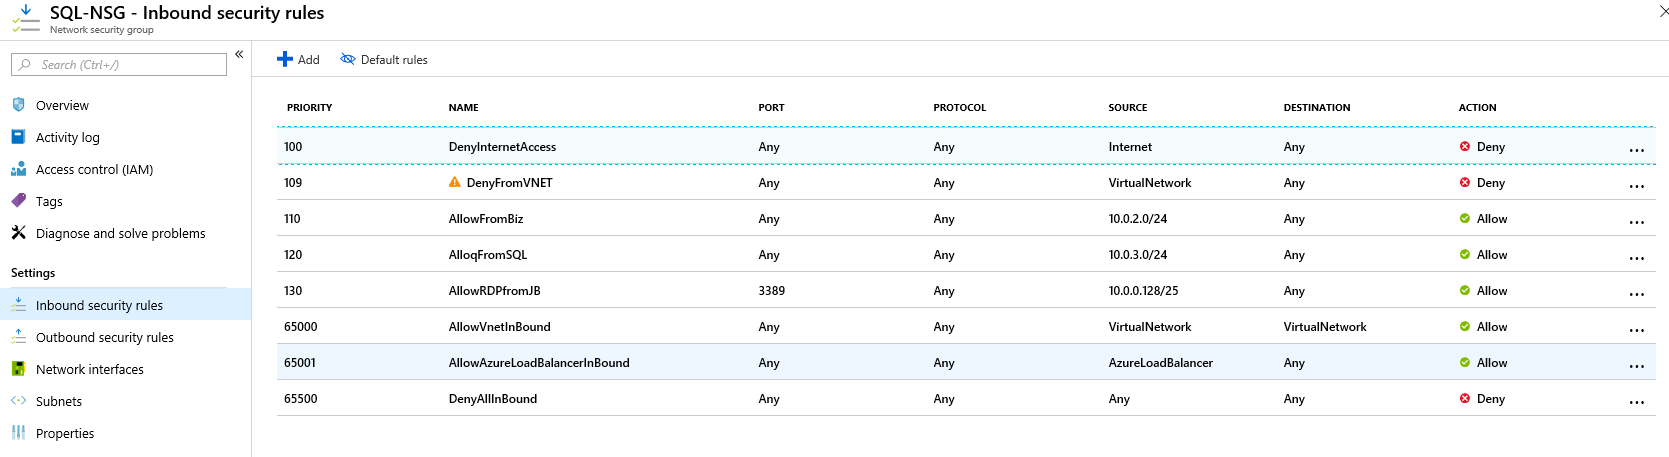 SQL-NSG - Inbound security rules
Network security group
Search (Ctrl+/)
«
Overview
Activity log
Access control (IAM)
Tags
Diagnose and solve problems
Settings
Inbound security rules
Outbound security rules
Network interfaces
Subnets
Properties
Add Default rules
PRIORITY NAME PORT PROTOCOL SOURCE DESTINATION ACTION
100 DenyInternetAccess Any Any Internet Any Deny ...
109 DenyFromVNET Any Any VirtualNetwork Any Deny ...
110 AllowFromBiz Any Any 10.0.2.0/24 Any Allow ...
120 AlloqFromSQL Any Any 10.0.3.0/24 Any Allow ...
130 AllowRDPfromJB 3389 Any 10.0.0.128/25 Any Allow ...
65000 AllowVnetInBound Any Any VirtualNetwork VirtualNetwork Allow ...
65001 AllowAzureLoadBalancerInBound Any Any AzureLoadBalancer Any Allow ...
65500 DenyAllInBound Any Any Any Any Deny ...